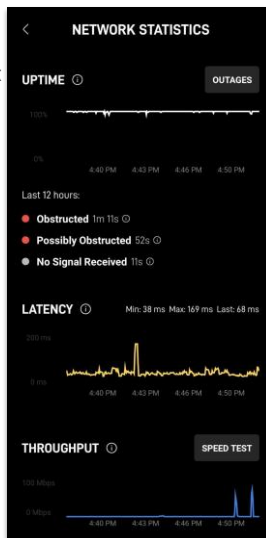 NETWORK STATISTICS
UPTIME
OUTAGES
100%
0%
4:40 PM 4:43 PM 4:46 PM 4:50 PM
Last 12 hours:
Obstructed 1m 11s
Possibly Obstructed 52s
No Signal Received 11s
LATENCY Min: 38 ms Max: 169 ms Last: 68 ms
200 ms
0 ms
4:40 PM 4:43 PM 4:46 PM 4:50 PM
THROUGHPUT
SPEED TEST
100 Mbps
0 Mbps
4:40 PM 4:43 PM 4:46 PM 4:50 PM